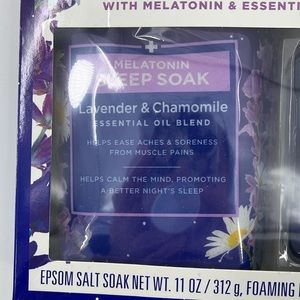 WITH MELATONIN & ESSENTI
MELATONIN
SLEEP SOAK
Lavender & Chamomile
ESSENTIAL OIL BLEND
HELPS EASE ACHES & SORENESS
FROM MUSCLE PAINS
HELPS CALM THE MIND, PROMOTING
A BETTER NIGHT'S SLEEP
EPSOM SALT SOAK NET WT. 11 OZ / 312 g, FOAMING